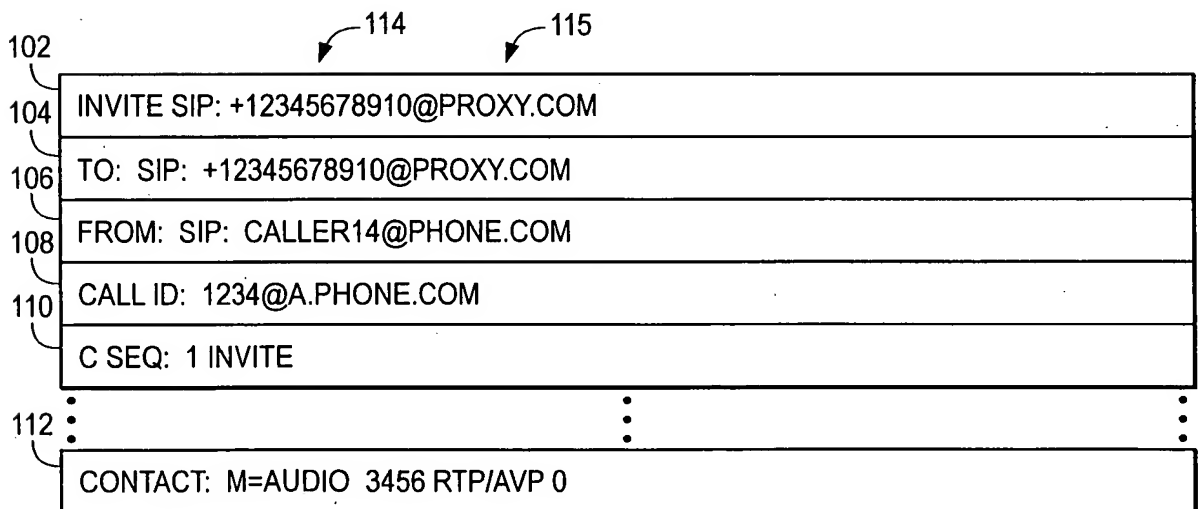 114 115
102
INVITE SIP: +12345678910@PROXY.COM
104
TO: SIP: +12345678910@PROXY.COM
106
FROM: SIP: CALLER14@PHONE.COM
108
CALL ID: 1234@A.PHONE.COM
110
C SEQ: 1 INVITE
112
CONTACT: M=AUDIO 3456 RTP/AVP 0